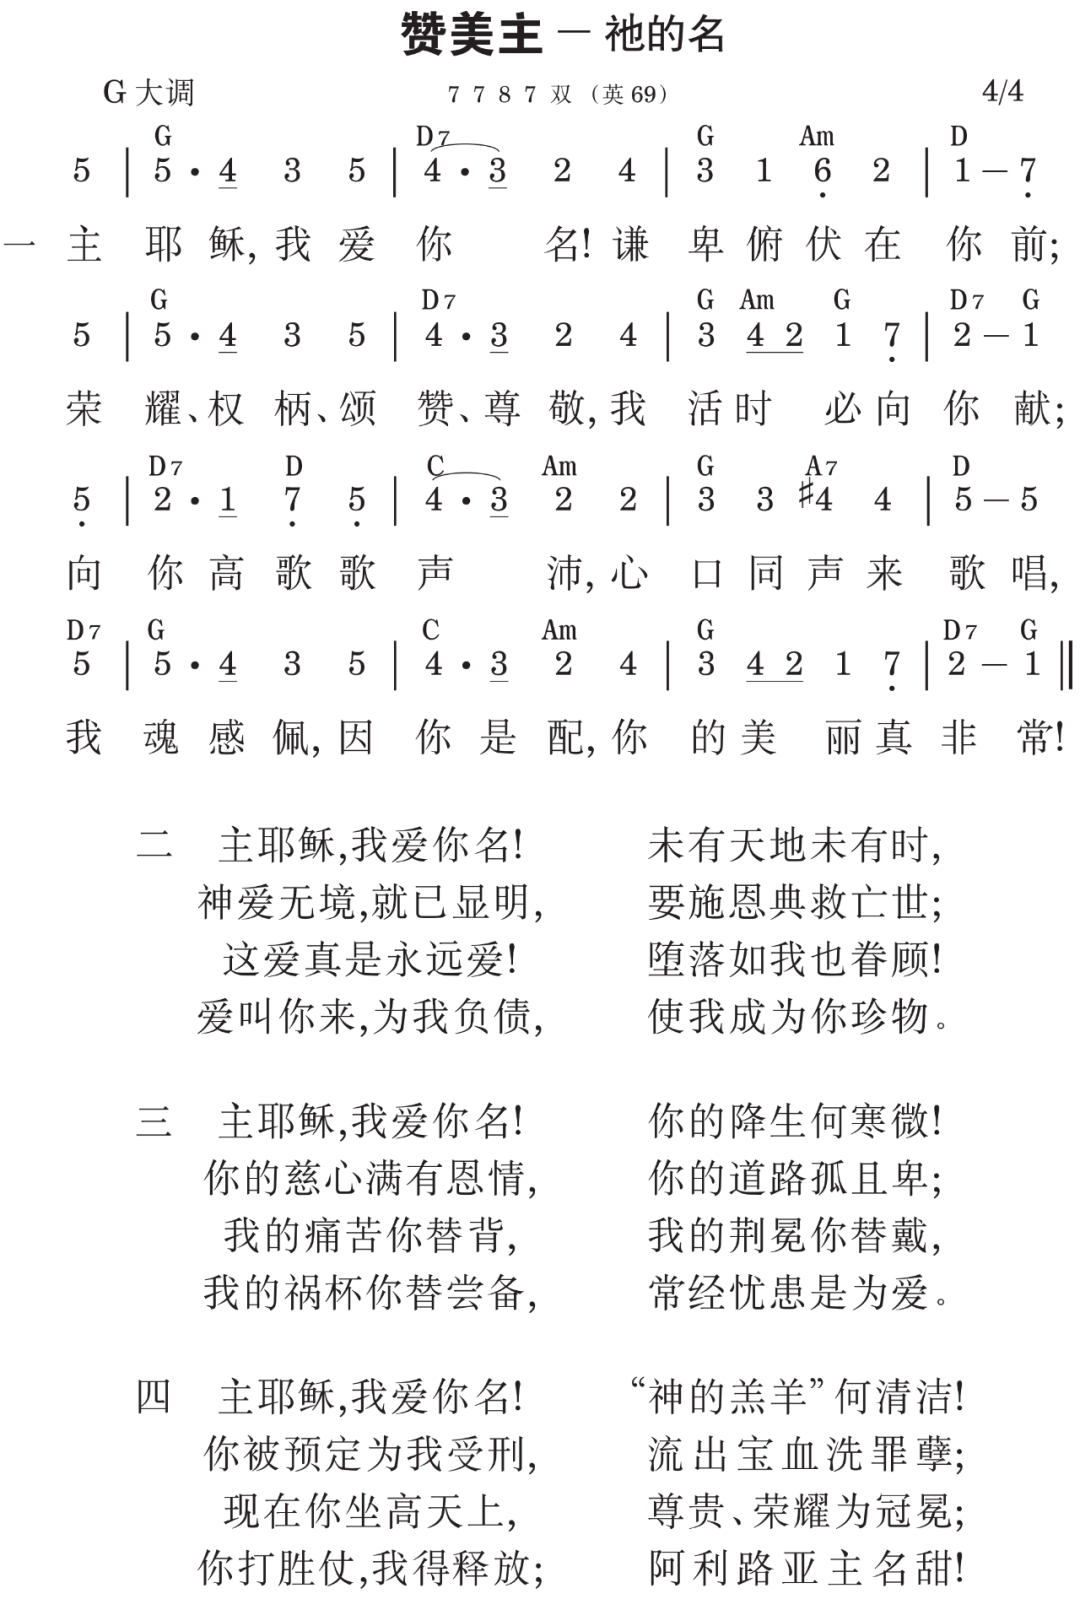 赞美主 — 祂的名
G 大调 7 7 8 7 双 （英 69） 4/4
G D7 G Am D
5 | 5 · 4 3 5 | 4 · 3 2 4 | 3 1 6 2 | 1 — 7
一 主 耶 稣, 我 爱 你 名! 谦 卑 俯 伏 在 你 前;
G D7 G Am G D7 G
5 | 5 · 4 3 5 | 4 · 3 2 4 | 3 4 2 1 7 | 2 — 1
荣 耀、权 柄、颂 赞、尊 敬, 我 活 时 必 向 你 献;
D7 D C Am G A7 D
5 | 2 · 1 7 5 | 4 · 3 2 2 | 3 3 ♯4 4 | 5 — 5
向 你 高 歌 歌 声 沛, 心 口 同 声 来 歌 唱,
D7 G C Am G D7 G
5 | 5 · 4 3 5 | 4 · 3 2 4 | 3 4 2 1 7 | 2 — 1 ‖
我 魂 感 佩, 因 你 是 配, 你 的 美 丽 真 非 常!
二 主耶稣,我爱你名! 未有天地未有时,
神爱无境,就已显明, 要施恩典救亡世;
这爱真是永远爱! 堕落如我也眷顾!
爱叫你来,为我负债, 使我成为你珍物。
三 主耶稣,我爱你名! 你的降生何寒微!
你的慈心满有恩情, 你的道路孤且卑;
我的痛苦你替背, 我的荆冕你替戴,
我的祸杯你替尝备, 常经忧患是为爱。
四 主耶稣,我爱你名! “神的羔羊”何清洁!
你被预定为我受刑, 流出宝血洗罪孽;
现在你坐高天上, 尊贵、荣耀为冠冕;
你打胜仗,我得释放; 阿利路亚主名甜!